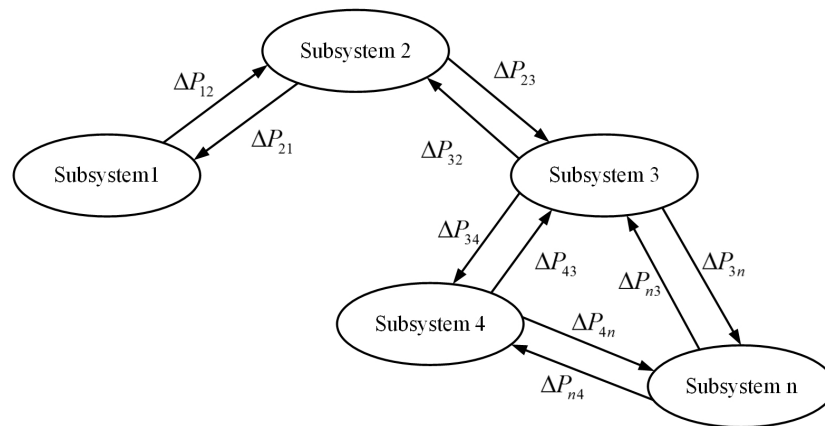 Subsystem 2
ΔP₁₂
ΔP₂₃
ΔP₂₁
ΔP₃₂
Subsystem1
Subsystem 3
ΔP₃₄
ΔP₄₃
ΔPₙ₃
ΔP₃ₙ
Subsystem 4
ΔP₄ₙ
ΔPₙ₄
Subsystem n